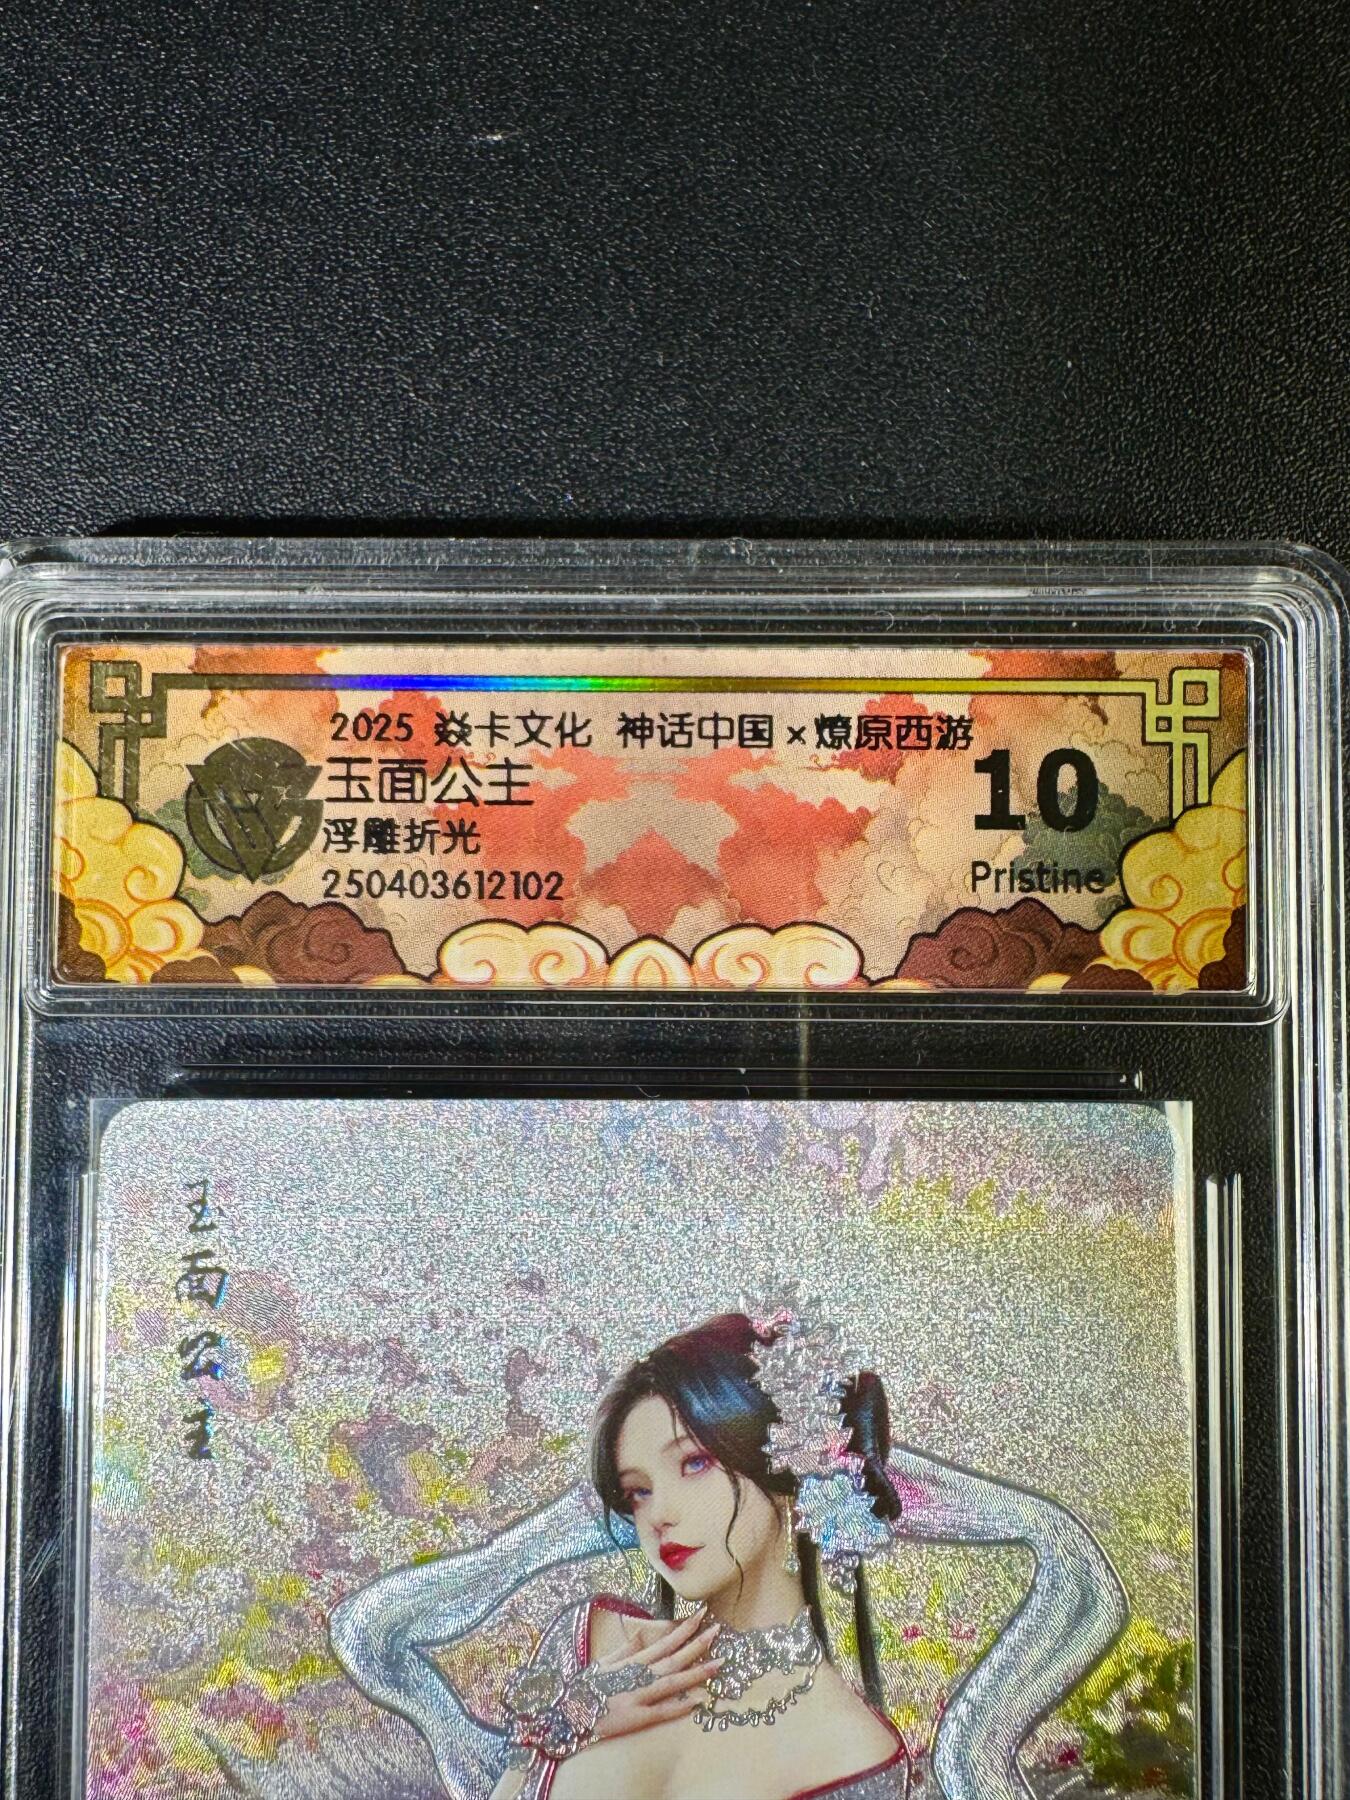 2025 焱卡文化 神话中国×燎原西游
玉面公主
浮雕折光
250403612102
10
Pristine
玉面公主